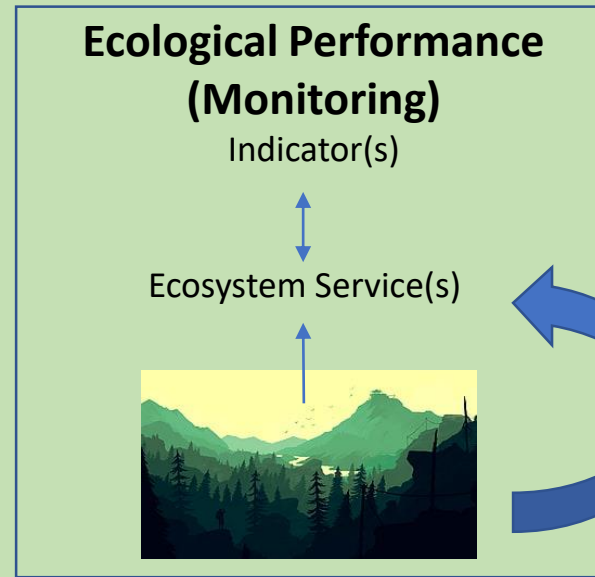 Ecological Performance
(Monitoring)
Indicator(s)
Ecosystem Service(s)